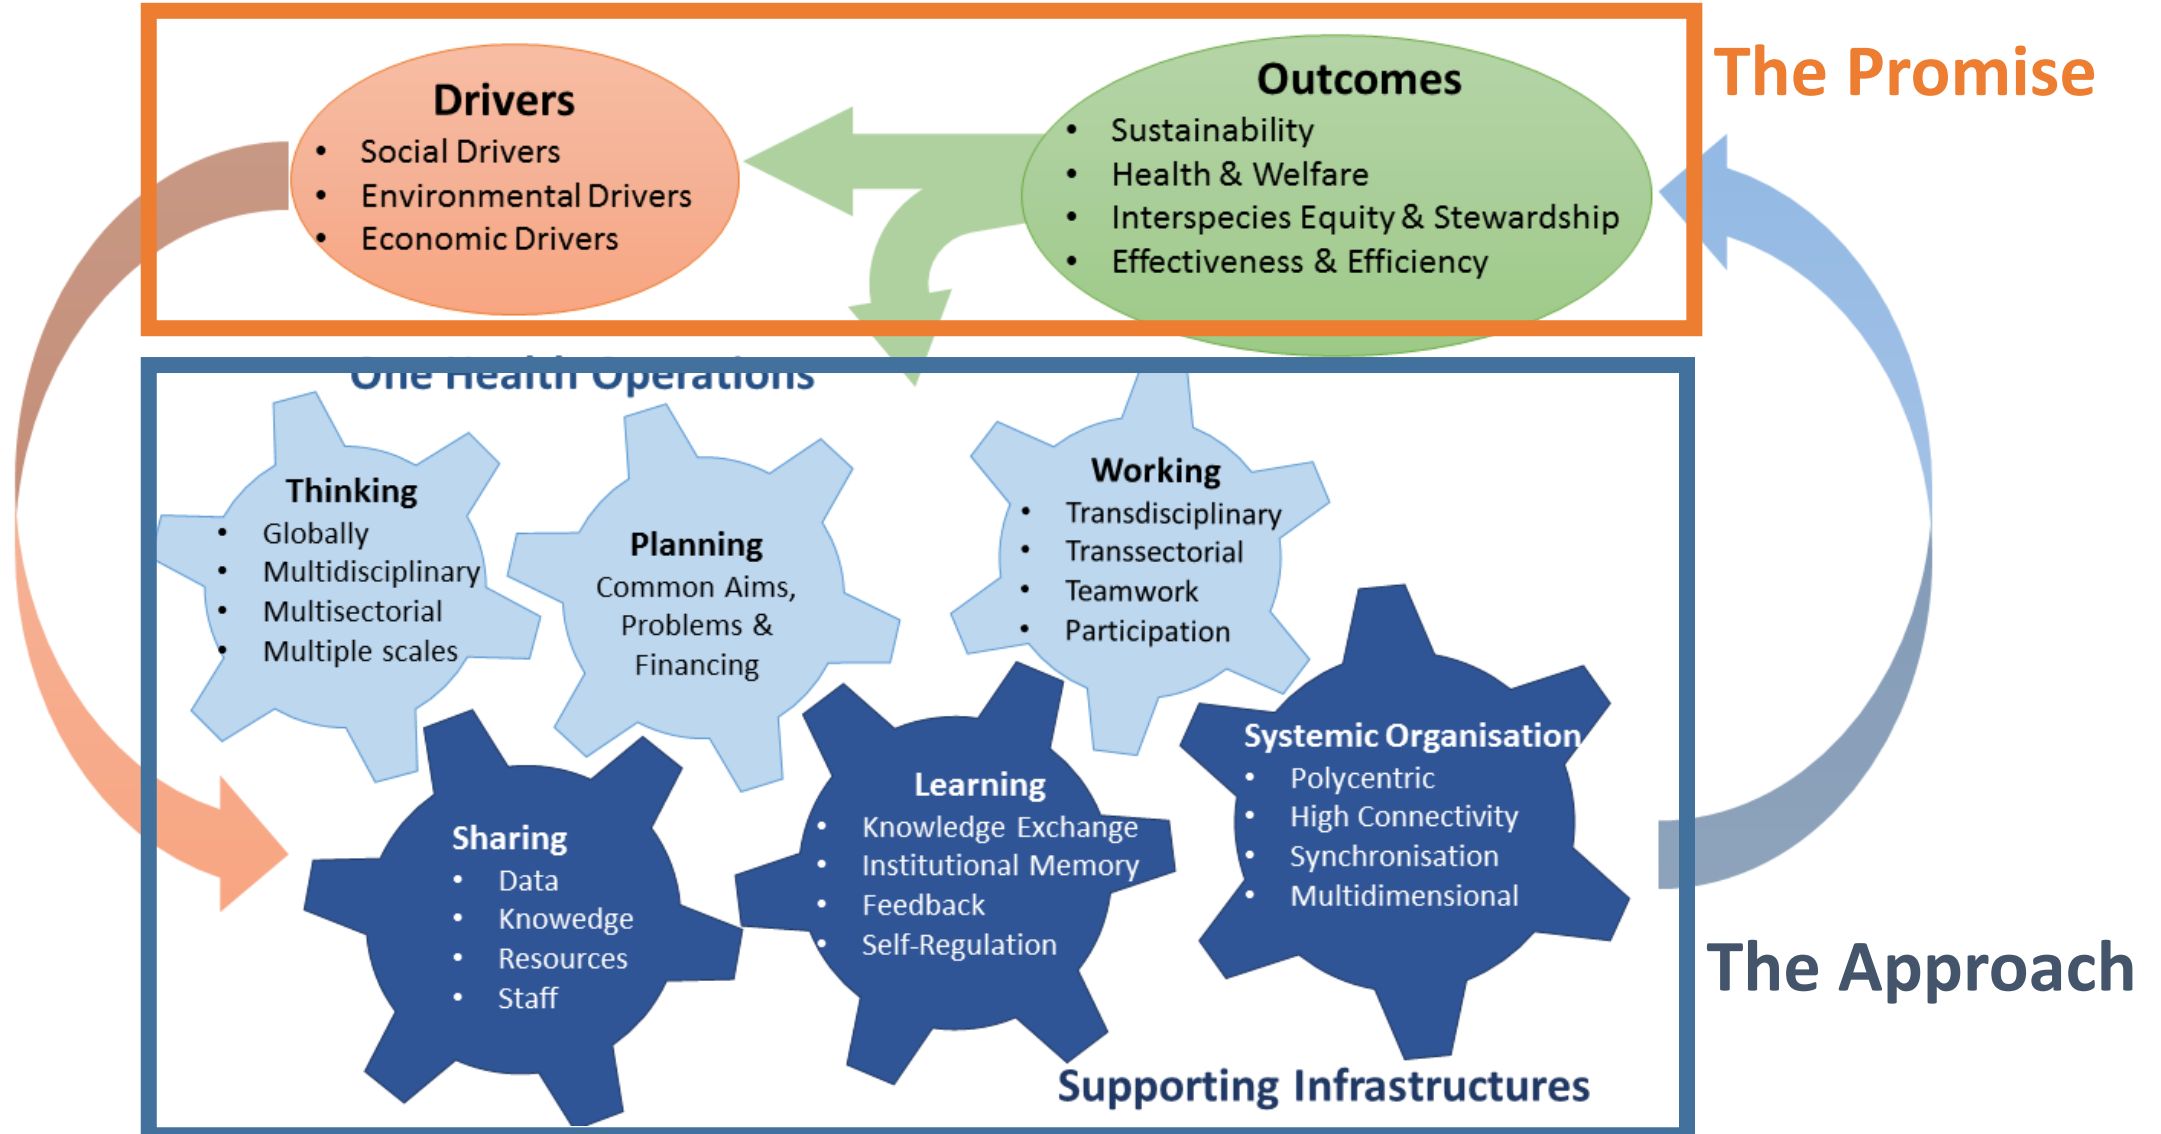 The Promise
Drivers
• Social Drivers
• Environmental Drivers
• Economic Drivers
Outcomes
• Sustainability
• Health & Welfare
• Interspecies Equity & Stewardship
• Effectiveness & Efficiency
One Health Operations
Thinking
• Globally
• Multidisciplinary
• Multisectorial
• Multiple scales
Planning
Common Aims,
Problems &
Financing
Working
• Transdisciplinary
• Transsectorial
• Teamwork
• Participation
Sharing
• Data
• Knowedge
• Resources
• Staff
Learning
• Knowledge Exchange
• Institutional Memory
• Feedback
• Self-Regulation
Systemic Organisation
• Polycentric
• High Connectivity
• Synchronisation
• Multidimensional
The Approach
Supporting Infrastructures